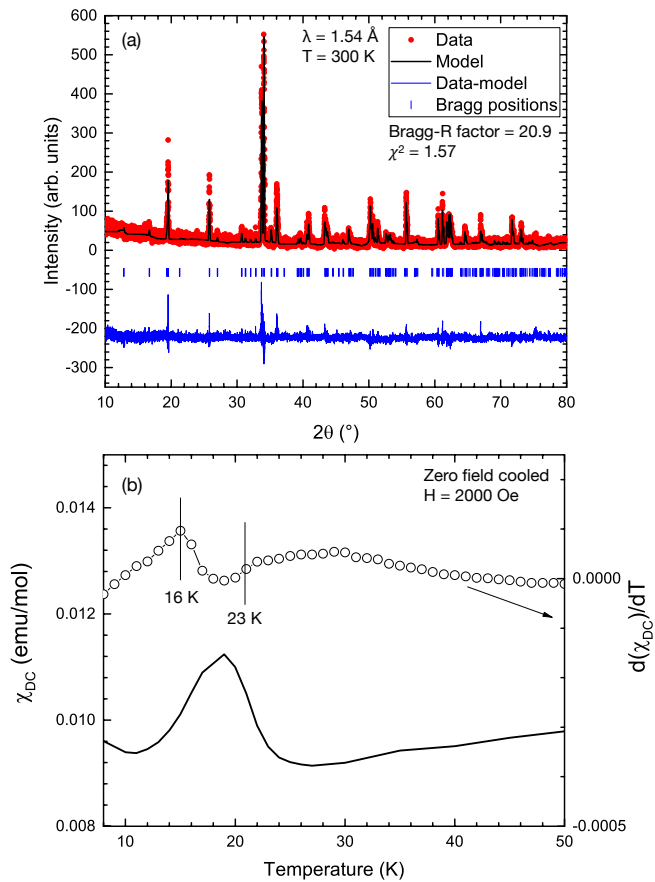 (a)
λ = 1.54 Å
T = 300 K
Data
Model
Data-model
Bragg positions
Bragg-R factor = 20.9
χ² = 1.57
600
500
400
300
200
100
0
-100
-200
-300
Intensity (arb. units)
10 20 30 40 50 60 70 80
2θ (°)
(b)
Zero field cooled
H = 2000 Oe
16 K
23 K
0.014
0.012
0.010
0.008
χDC (emu/mol)
0.0000
-0.0005
d(χDC)/dT
10 20 30 40 50
Temperature (K)